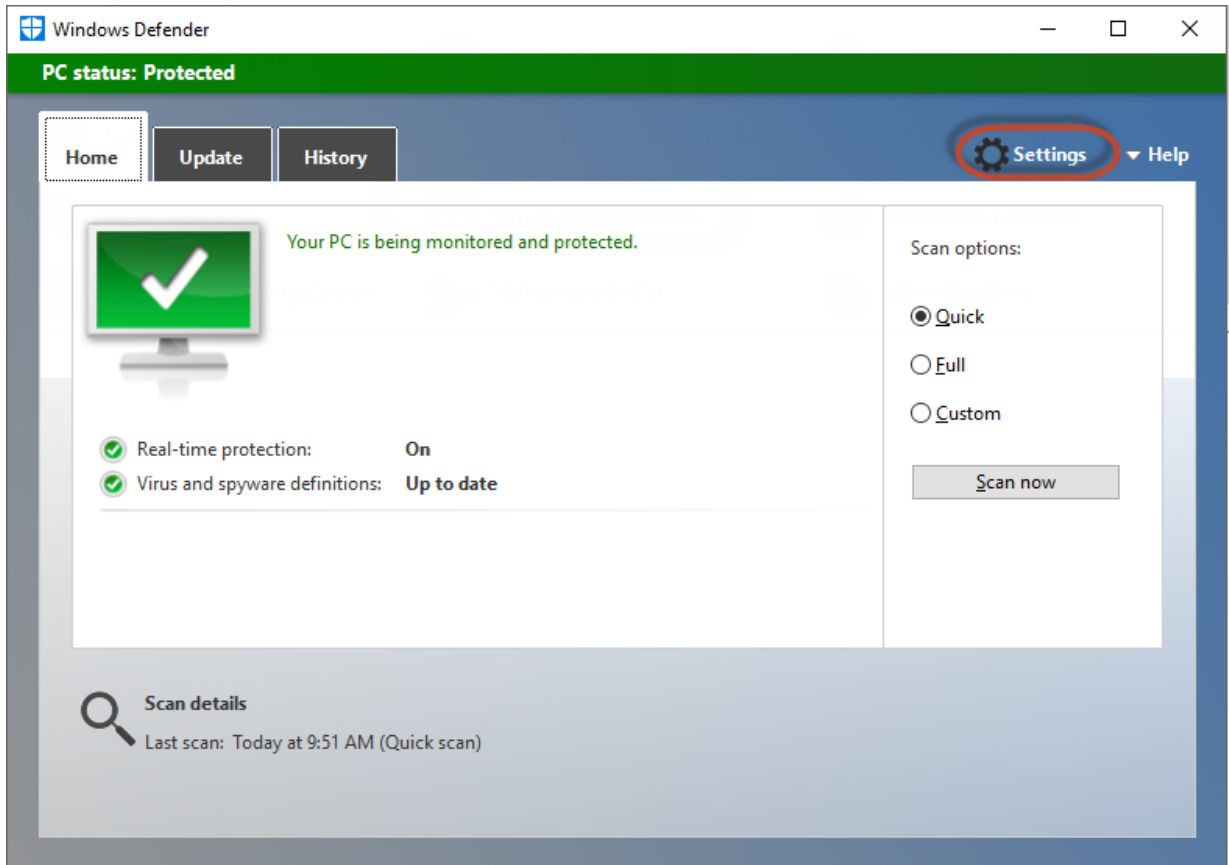 Windows Defender
PC status: Protected
Home
Update
History
Settings
Help
Your PC is being monitored and protected.
Scan options:
Quick
Full
Custom
Real-time protection: On
Virus and spyware definitions: Up to date
Scan now
Scan details
Last scan: Today at 9:51 AM (Quick scan)